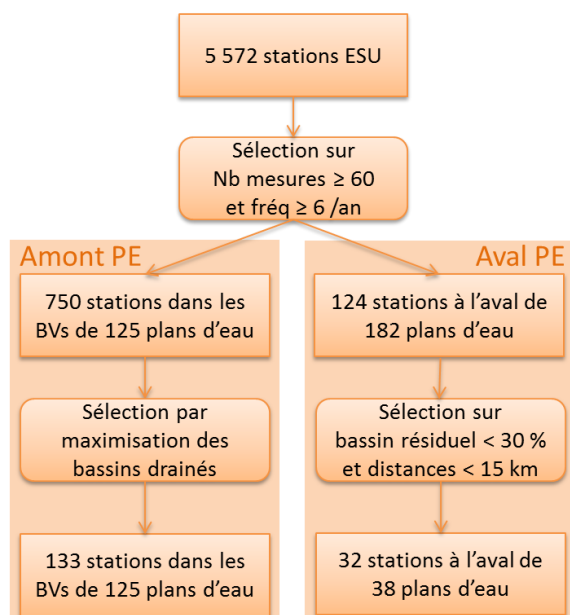 5 572 stations ESU
Sélection sur
Nb mesures ≥ 60
et fréq ≥ 6 /an
Amont PE
750 stations dans les
BVs de 125 plans d’eau
Sélection par
maximisation des
bassins drainés
133 stations dans les
BVs de 125 plans d’eau
Aval PE
124 stations à l’aval de
182 plans d’eau
Sélection sur
bassin résiduel < 30 %
et distances < 15 km
32 stations à l’aval de
38 plans d’eau